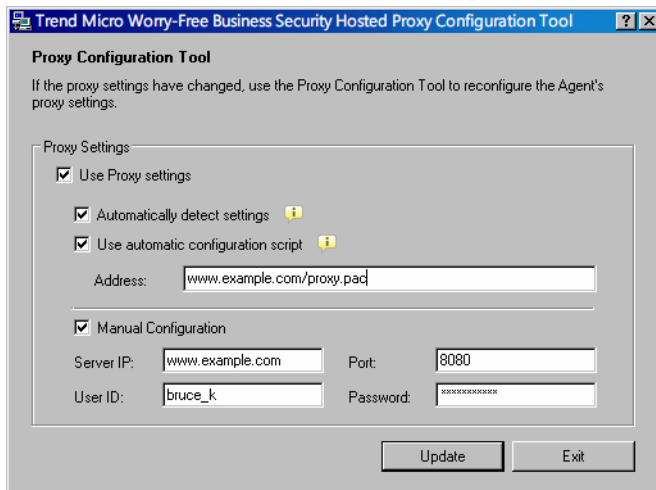 Trend Micro Worry-Free Business Security Hosted Proxy Configuration Tool
Proxy Configuration Tool
If the proxy settings have changed, use the Proxy Configuration Tool to reconfigure the Agent's
proxy settings.
Proxy Settings
Use Proxy settings
Automatically detect settings
Use automatic configuration script
Address: www.example.com/proxy.pac
Manual Configuration
Server IP: www.example.com Port: 8080
User ID: bruce_k Password: ***********
Update Exit